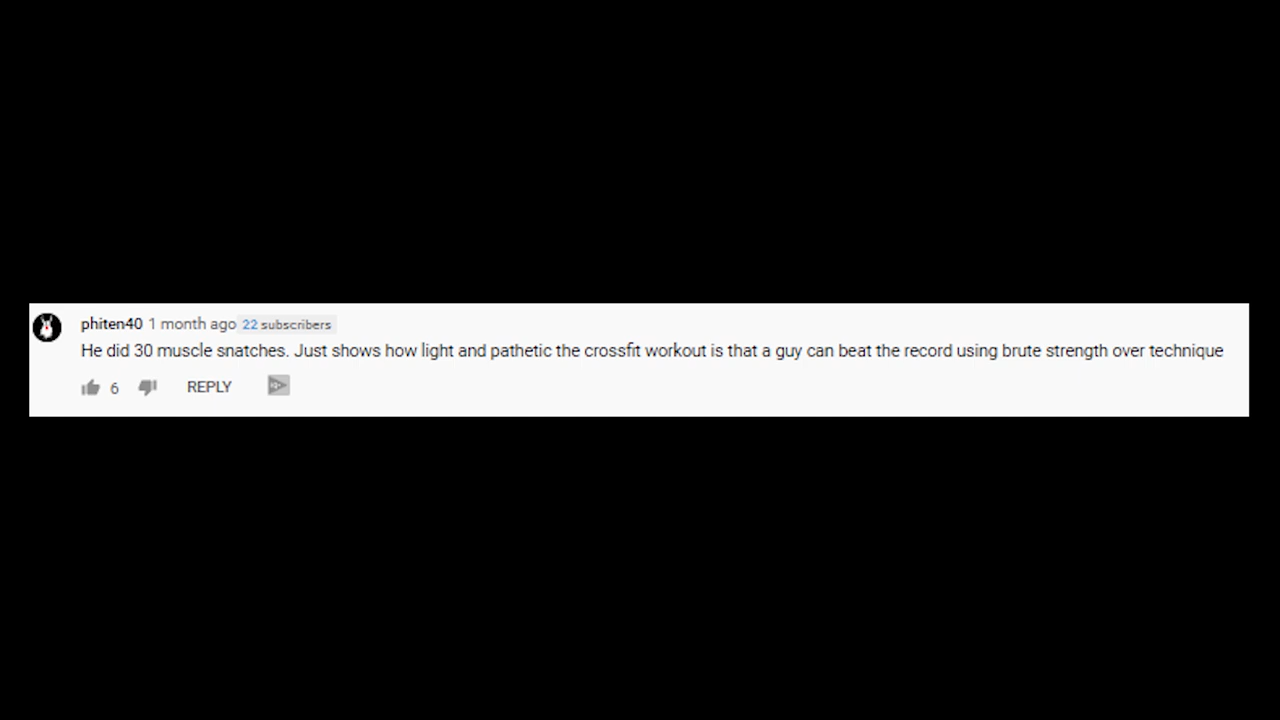 phiten40 1 month ago 22 subscribers
He did 30 muscle snatches. Just shows how light and pathetic the crossfit workout is that a guy can beat the record using brute strength over technique
6 REPLY